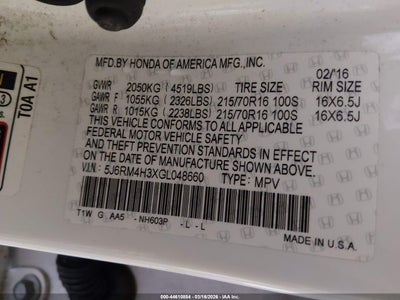 MFD.BY HONDA OF AMERICA MFG.,INC.
02/'16
GVWR 2050KG (4519LBS) TIRE SIZE RIM SIZE
GAWR F 1055KG (2326LBS) 215/70R16 100S 16X6.5J
GAWR R 1015KG (2238LBS) 215/70R16 100S 16X6.5J
THIS VEHICLE CONFORMS TO ALL APPLICABLE
FEDERAL MOTOR VEHICLE SAFETY, BUMPER,
AND THEFT PREVENTION STANDARDS IN EFFECT
ON THE DATE OF MANUFACTURE SHOWN ABOVE.
V.I.N.: 5J6RM4H3XGL048660 TYPE: MPV
T1W G AA5 - NH603P - L - L
MADE IN U.S.A.
T0A A1
000-44610884 | 03/16/2026 | IAA Inc.